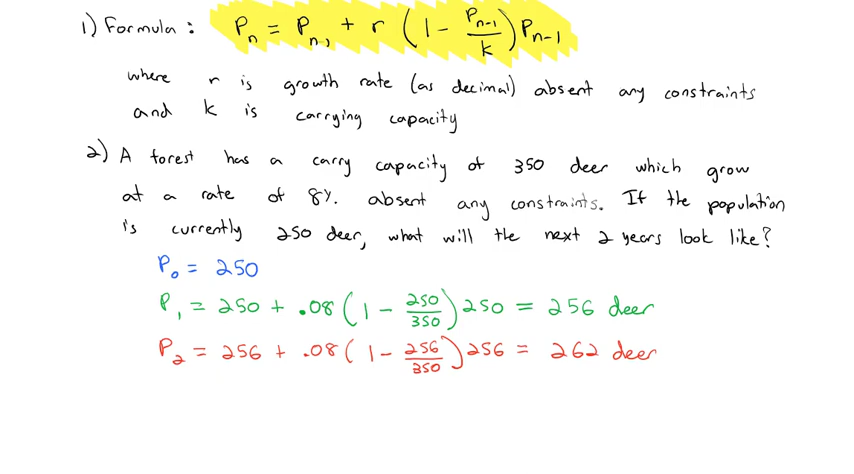 1) Formula: Pₙ = Pₙ₋₁ + r (1 - Pₙ₋₁/k) Pₙ₋₁
where r is growth rate (as decimal) absent any constraints
and k is carrying capacity
2) A forest has a carry capacity of 350 deer which grow
at a rate of 8% absent any constraints. If the population
is currently 250 deer, what will the next 2 years look like?
P₀ = 250
P₁ = 250 + .08 (1 - 250/350) 250 = 256 deer
P₂ = 256 + .08 (1 - 256/350) 256 = 262 deer